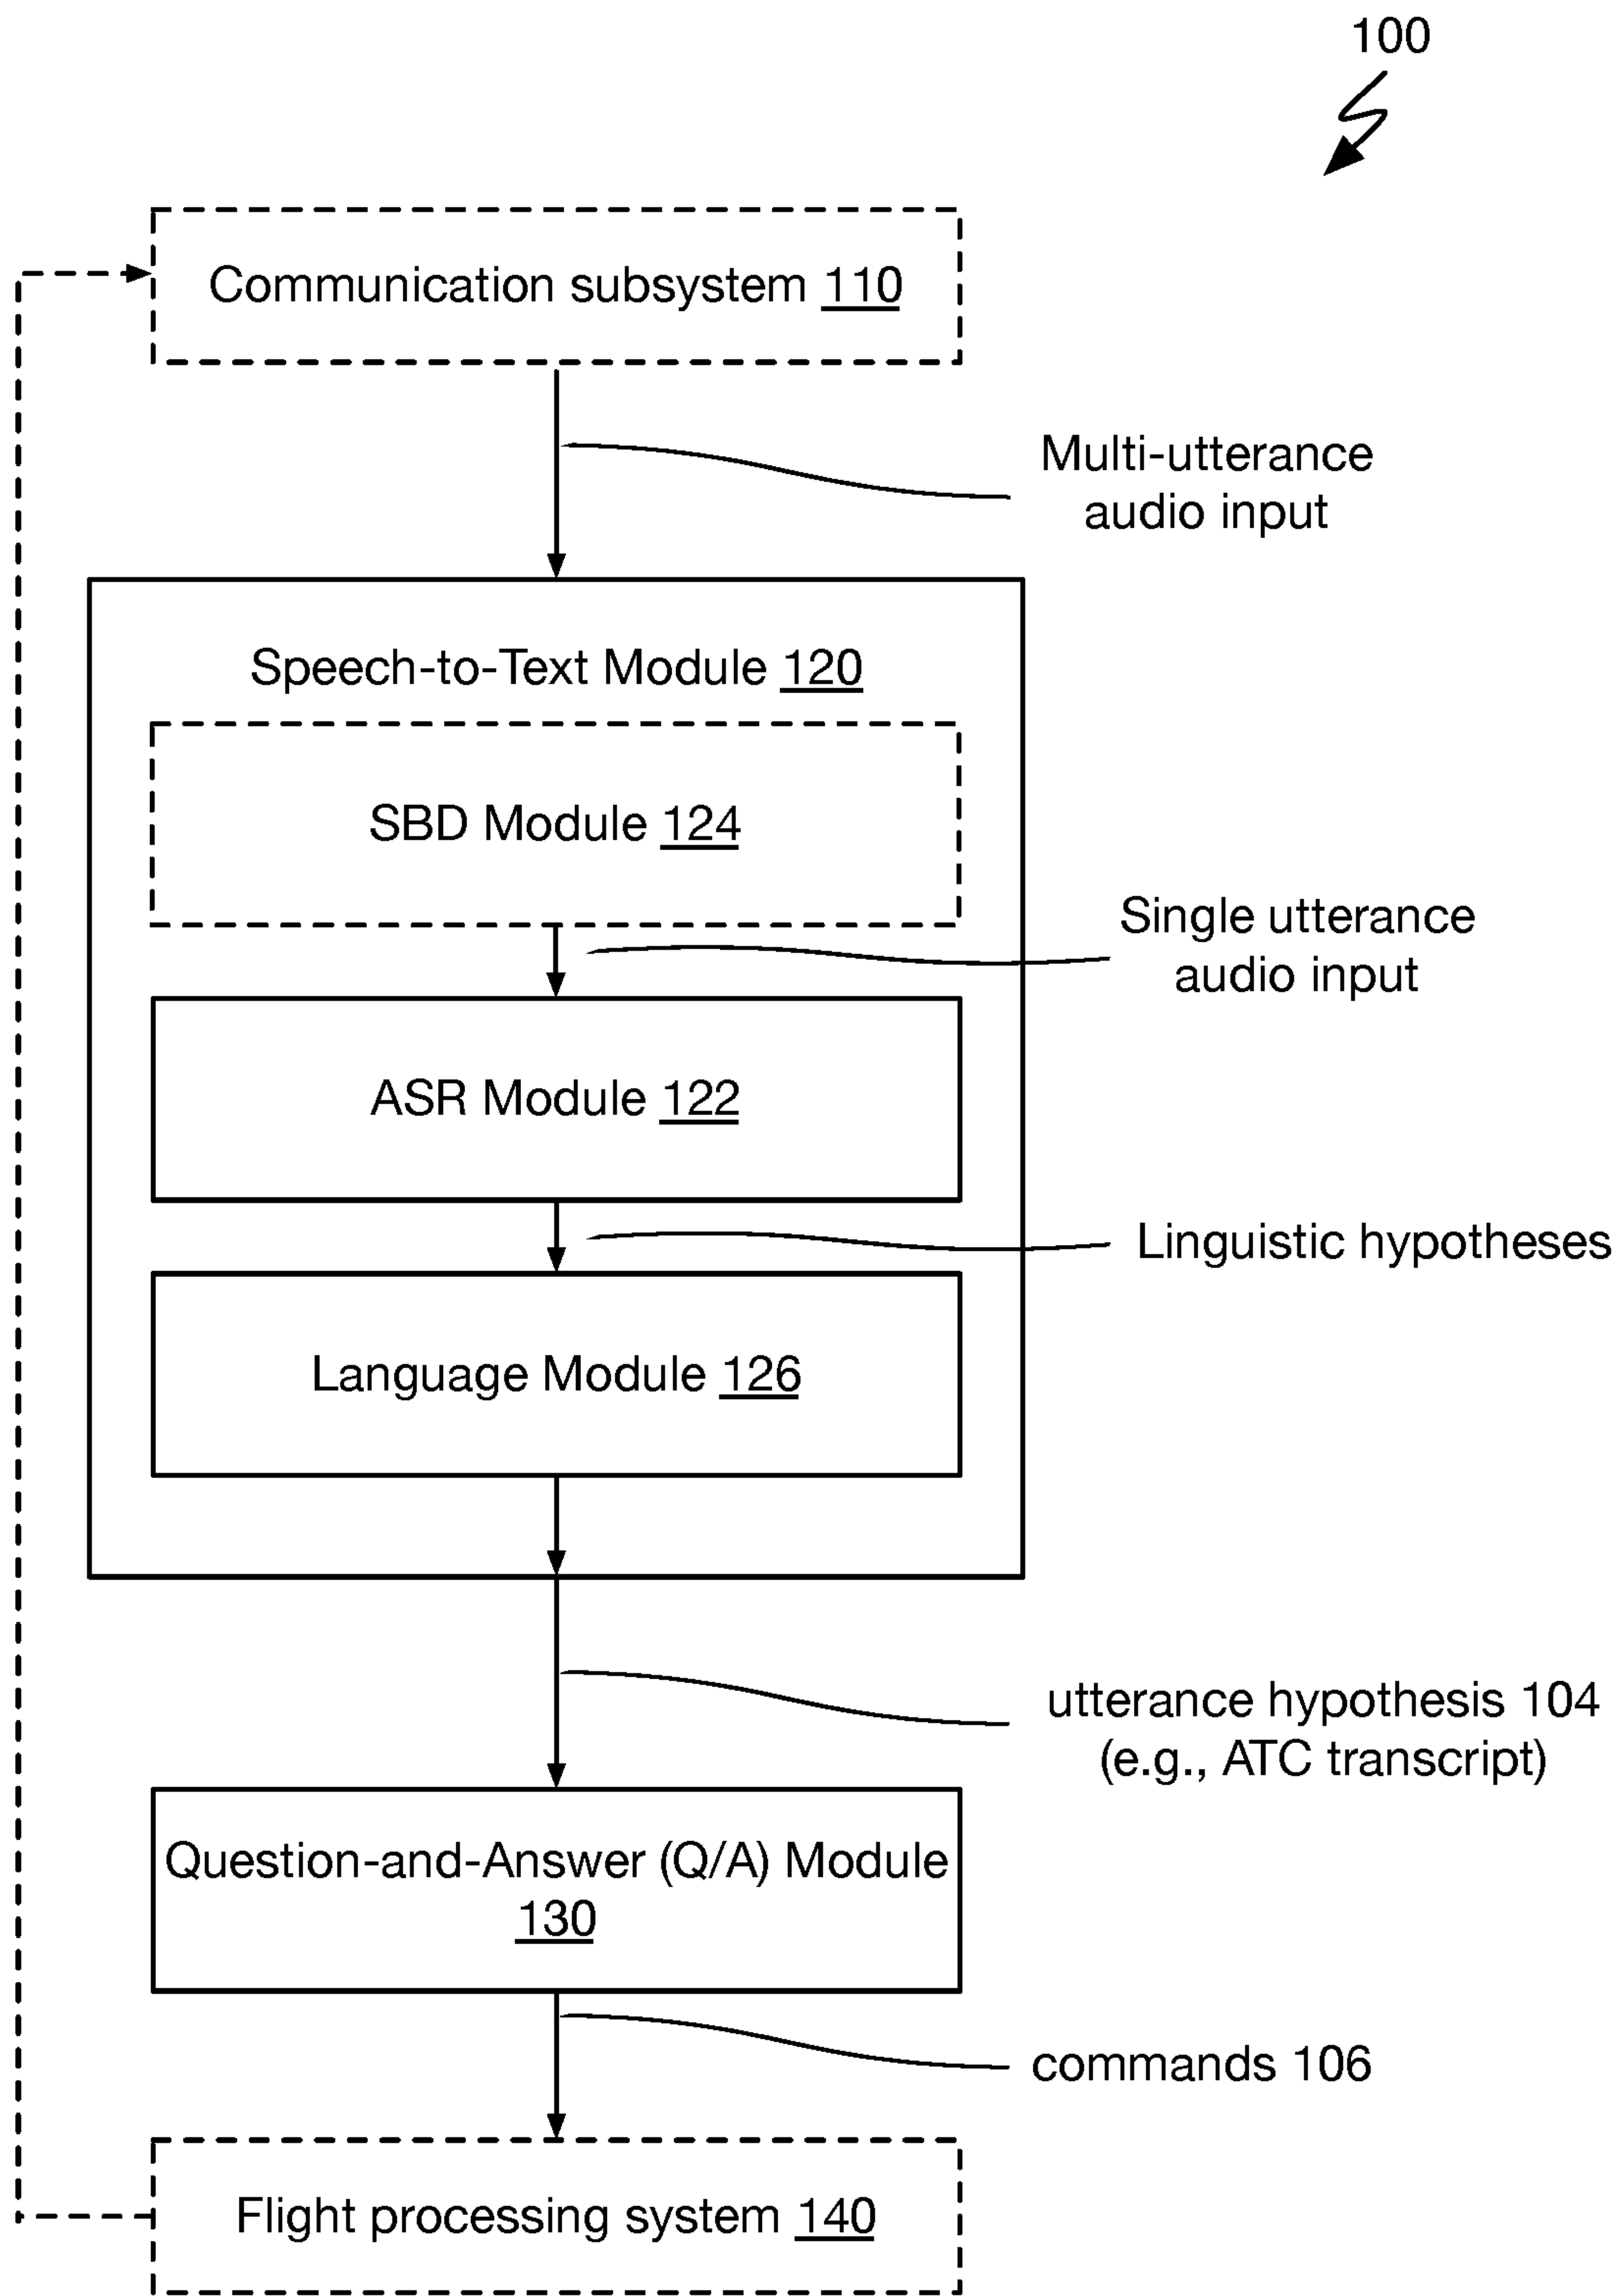 100
Communication subsystem 110
Multi-utterance
audio input
Speech-to-Text Module 120
SBD Module 124
Single utterance
audio input
ASR Module 122
Linguistic hypotheses
Language Module 126
utterance hypothesis 104
(e.g., ATC transcript)
Question-and-Answer (Q/A) Module
130
commands 106
Flight processing system 140